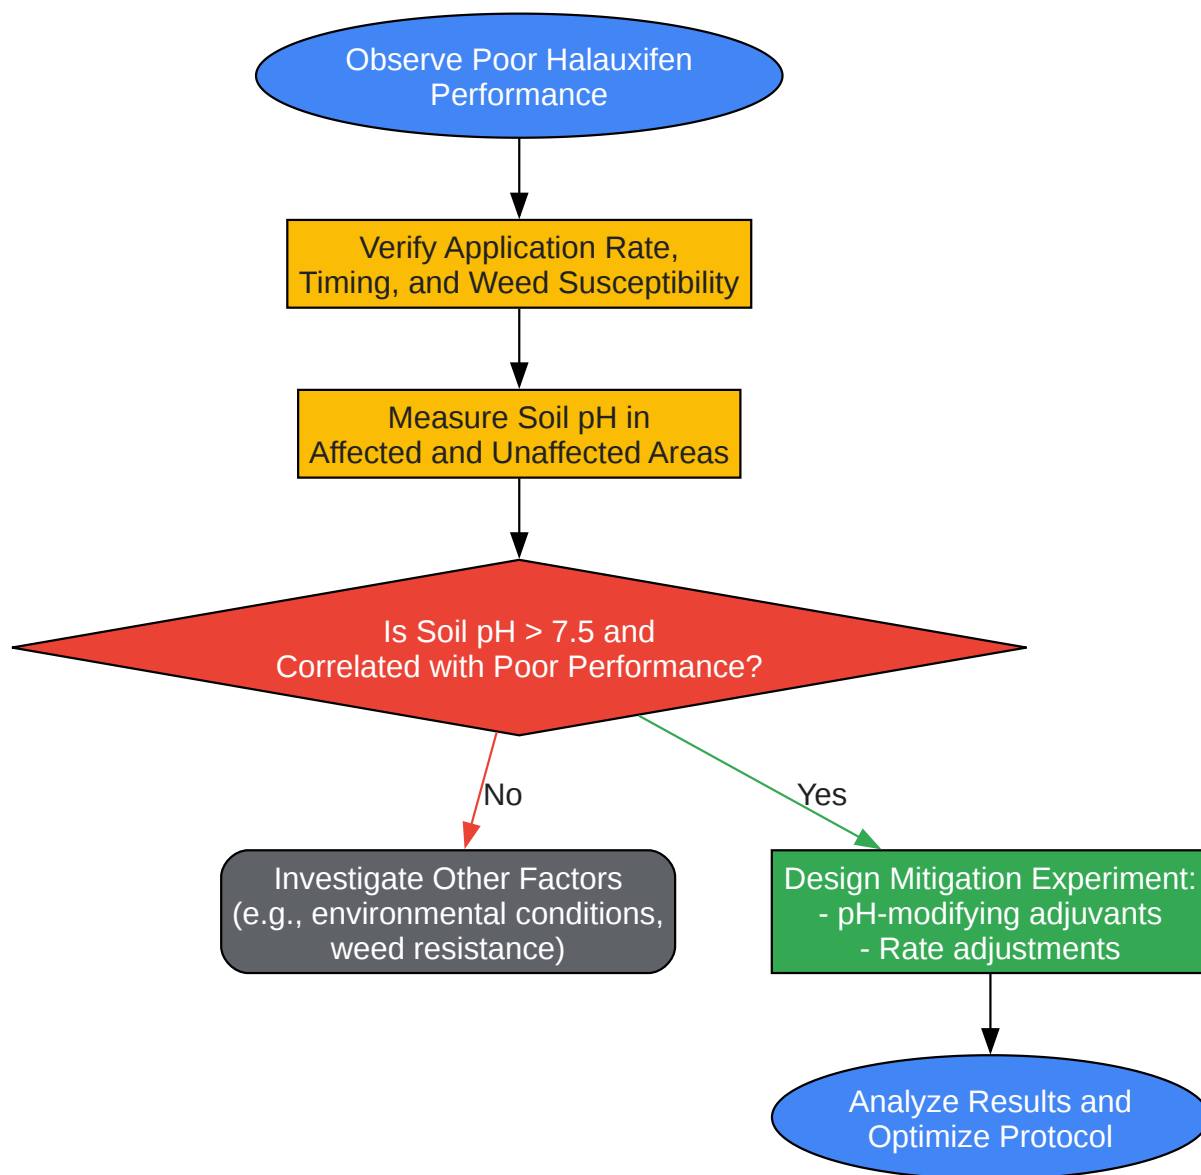 Observe Poor Halauxifen
Performance
Verify Application Rate,
Timing, and Weed Susceptibility
Measure Soil pH in
Affected and Unaffected Areas
Is Soil pH > 7.5 and
Correlated with Poor Performance?
No
Yes
Investigate Other Factors
(e.g., environmental conditions,
weed resistance)
Design Mitigation Experiment:
- pH-modifying adjuvants
- Rate adjustments
Analyze Results and
Optimize Protocol